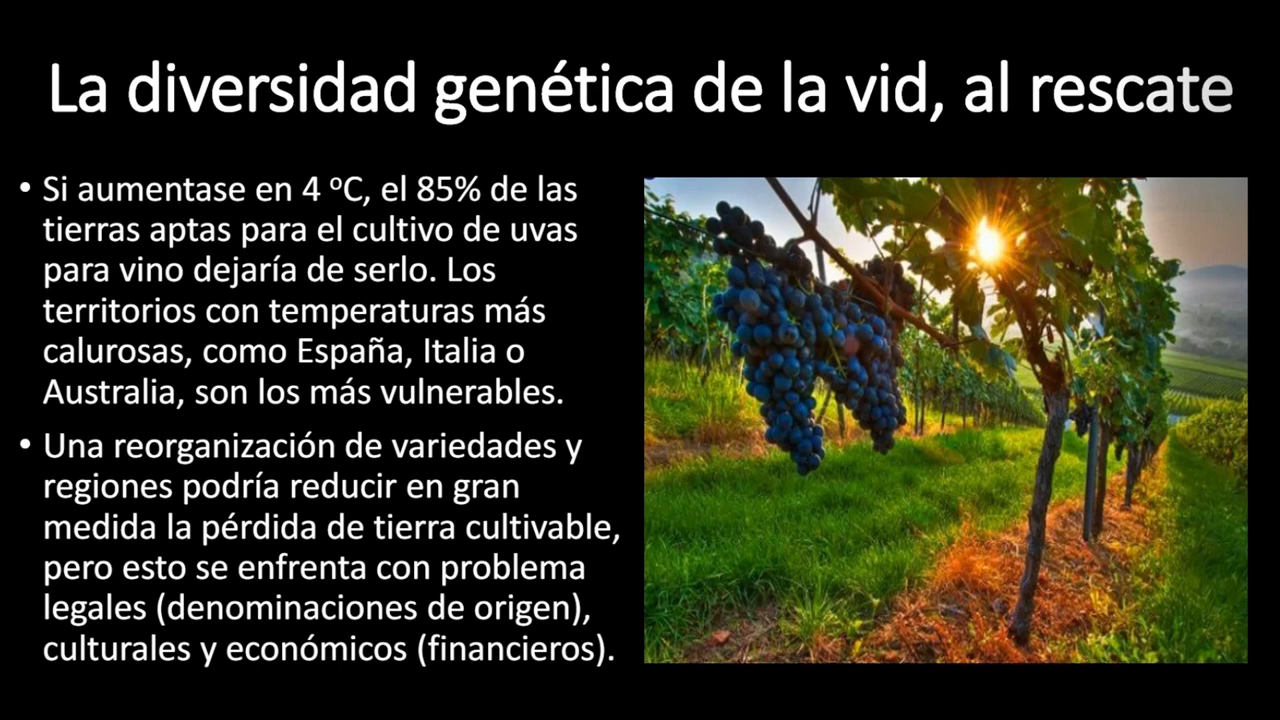 La diversidad genética de la vid, al rescate
• Si aumentase en 4 ºC, el 85% de las
tierras aptas para el cultivo de uvas
para vino dejaría de serlo. Los
territorios con temperaturas más
calurosas, como España, Italia o
Australia, son los más vulnerables.
• Una reorganización de variedades y
regiones podría reducir en gran
medida la pérdida de tierra cultivable,
pero esto se enfrenta con problema
legales (denominaciones de origen),
culturales y económicos (financieros).